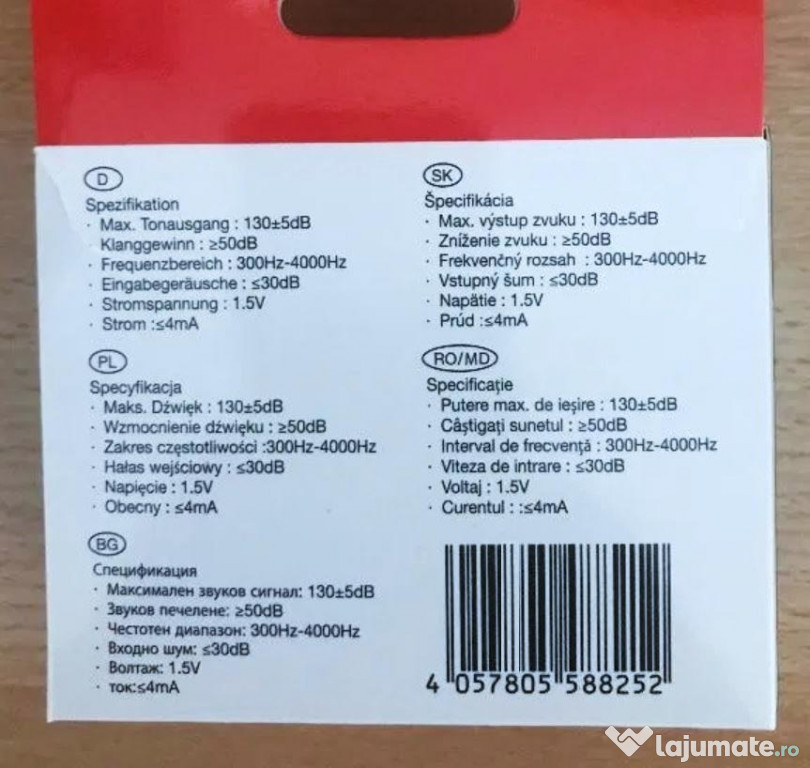 D
Spezifikation
· Max. Tonausgang : 130±5dB
· Klanggewinn : ≥50dB
· Frequenzbereich : 300Hz-4000Hz
· Eingabegeräusche : ≤30dB
· Stromspannung : 1.5V
· Strom :≤4mA
SK
Špecifikácia
· Max. výstup zvuku : 130±5dB
· Zníženie zvuku : ≥50dB
· Frekvenčný rozsah : 300Hz-4000Hz
· Vstupný šum : ≤30dB
· Napätie : 1.5V
· Prúd :≤4mA
PL
Specyfikacja
· Maks. Dźwięk : 130±5dB
· Wzmocnienie dźwięku : ≥50dB
· Zakres częstotliwości :300Hz-4000Hz
· Hałas wejściowy : ≤30dB
· Napięcie : 1.5V
· Obecny : ≤4mA
RO/MD
Specificaţie
· Putere max. de ieşire : 130±5dB
· Câştigaţi sunetul : ≥50dB
· Interval de frecvenţă : 300Hz-4000Hz
· Viteza de intrare : ≤30dB
· Voltaj : 1.5V
· Curentul : :≤4mA
BG
Спецификация
· Максимален звуков сигнал: 130±5dB
· Звуков печелене: ≥50dB
· Честотен диапазон: 300Hz-4000Hz
· Входно шум: ≤30dB
· Волтаж: 1.5V
· ток:≤4mA
4 057805 588252
lajumate.ro